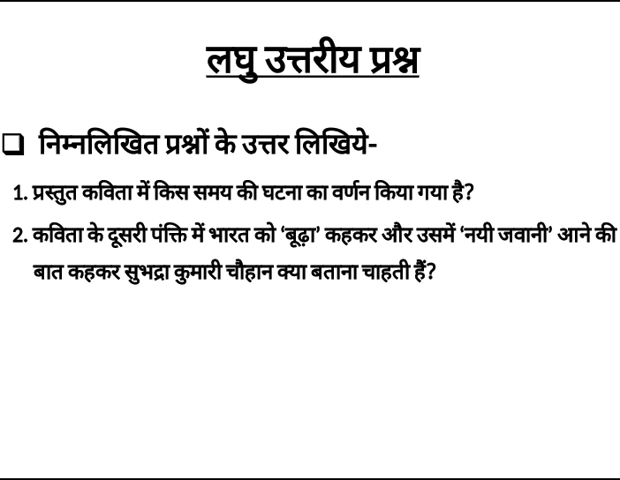 लघु उत्तरीय प्रश्न
❑ निम्नलिखित प्रश्नों के उत्तर लिखिये-
1. प्रस्तुत कविता में किस समय की घटना का वर्णन किया गया है?
2. कविता के दूसरी पंक्ति में भारत को ‘बूढ़ा’ कहकर और उसमें ‘नयी जवानी’ आने की
बात कहकर सुभद्रा कुमारी चौहान क्या बताना चाहती हैं?